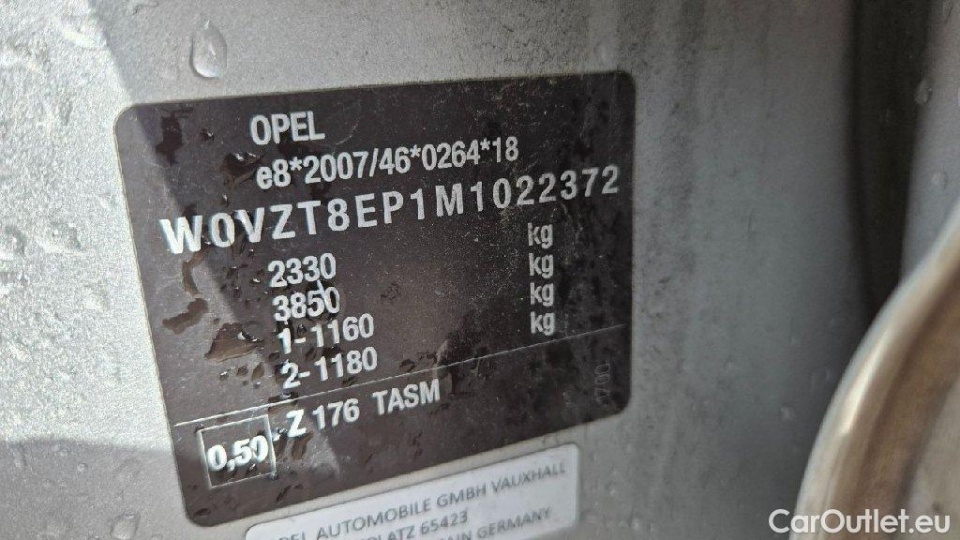 OPEL
e8*2007/46*0264*18
W0VZT8EP1M1022372
2330 kg
3850 kg
1-1160 kg
2-1180 kg
0,50 Z 176 TASM
AUTOMOBILE GMBH VAUXHALL
65423
GERMANY
CarOutlet.eu